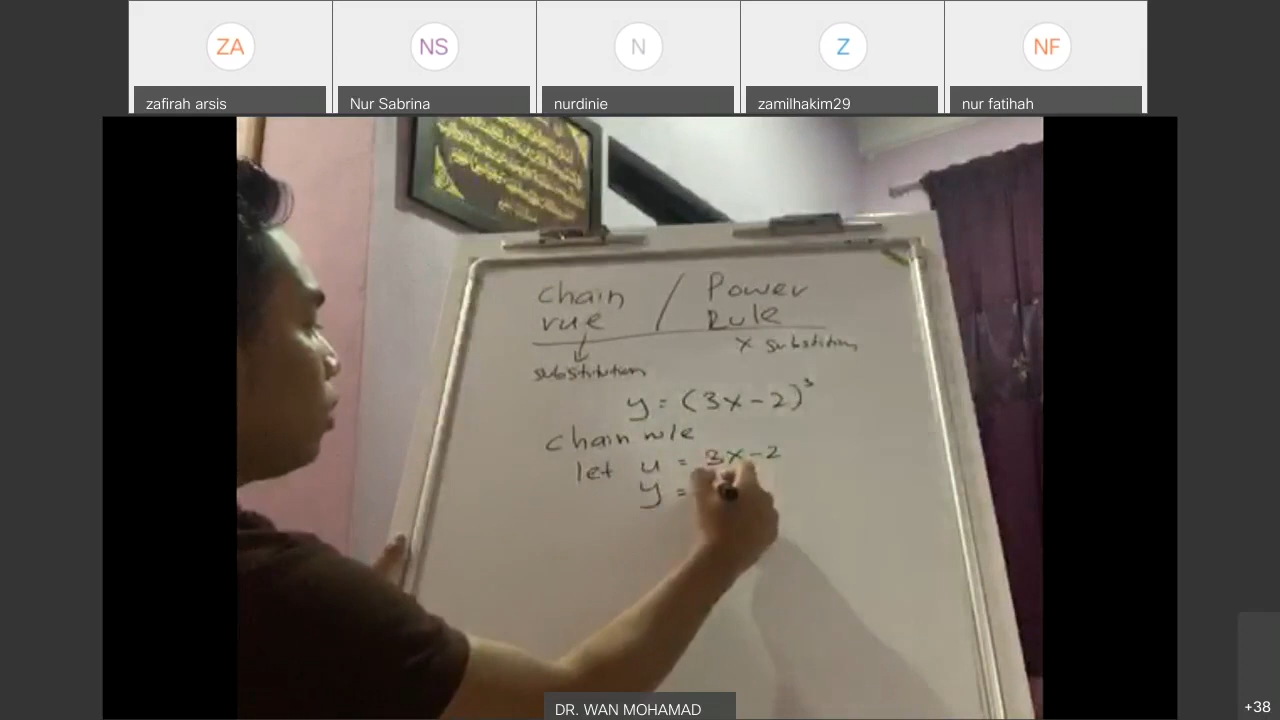 ZA
NS
N
Z
NF
zafirah arsis
Nur Sabrina
nurdinie
zamilhakim29
nur fatihah
Chain / Power
rue Rule
substitution
x
y = (3x-2)³
Chain rule
let u = 3x-2
y =
DR. WAN MOHAMAD
+38